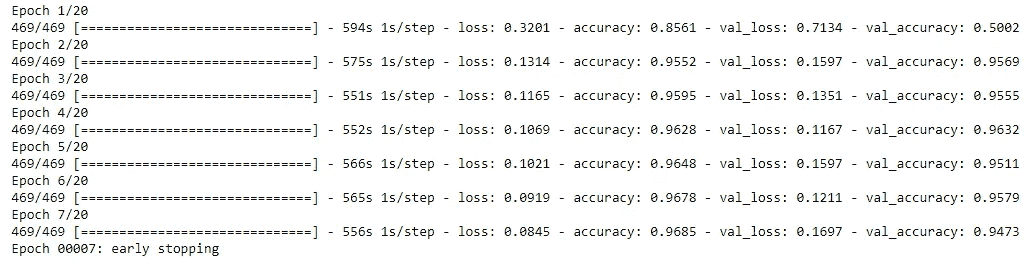 Epoch 1/20
469/469 [==============================] - 594s 1s/step - loss: 0.3201 - accuracy: 0.8561 - val_loss: 0.7134 - val_accuracy: 0.5002
Epoch 2/20
469/469 [==============================] - 575s 1s/step - loss: 0.1314 - accuracy: 0.9552 - val_loss: 0.1597 - val_accuracy: 0.9569
Epoch 3/20
469/469 [==============================] - 551s 1s/step - loss: 0.1165 - accuracy: 0.9595 - val_loss: 0.1351 - val_accuracy: 0.9555
Epoch 4/20
469/469 [==============================] - 552s 1s/step - loss: 0.1069 - accuracy: 0.9628 - val_loss: 0.1167 - val_accuracy: 0.9632
Epoch 5/20
469/469 [==============================] - 566s 1s/step - loss: 0.1021 - accuracy: 0.9648 - val_loss: 0.1597 - val_accuracy: 0.9511
Epoch 6/20
469/469 [==============================] - 565s 1s/step - loss: 0.0919 - accuracy: 0.9678 - val_loss: 0.1211 - val_accuracy: 0.9579
Epoch 7/20
469/469 [==============================] - 556s 1s/step - loss: 0.0845 - accuracy: 0.9685 - val_loss: 0.1697 - val_accuracy: 0.9473
Epoch 00007: early stopping